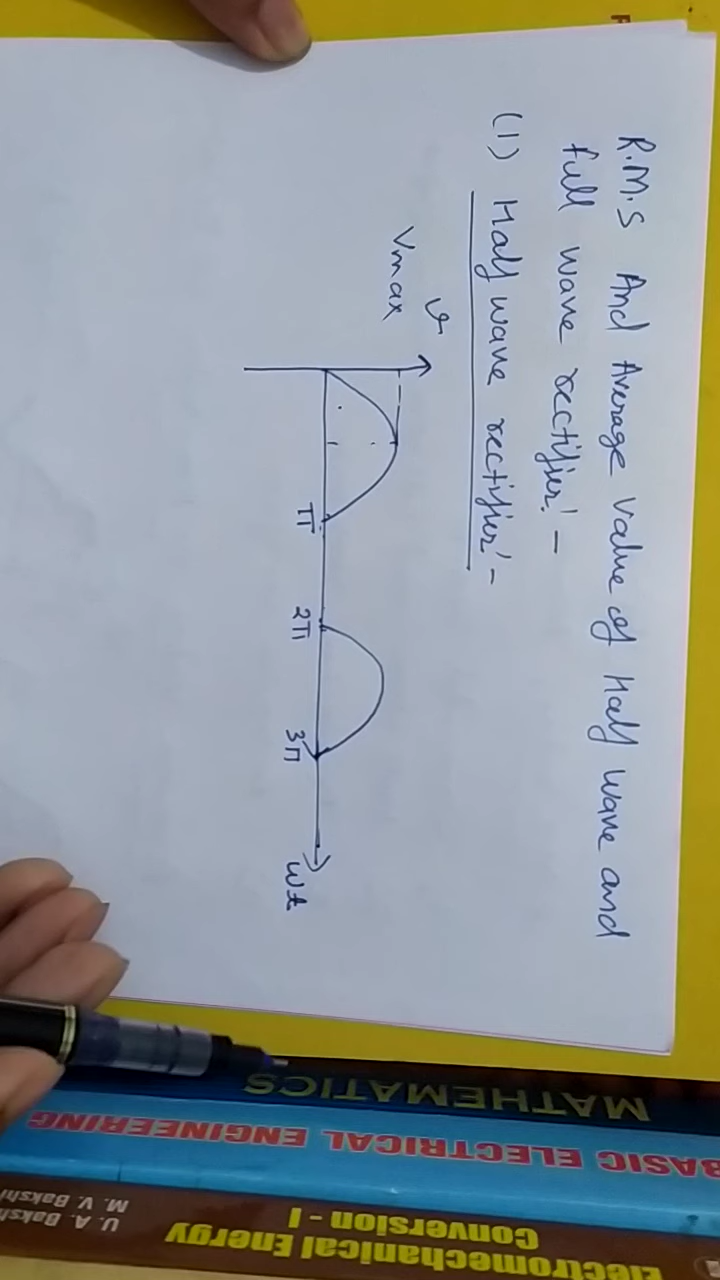 R.M.S And Average Value of Half wave and
full wave rectifier:-
(1) Half wave rectifier:-
v
Vmax
π
2π
3π
wt
MATHEMATICS
BASIC ELECTRICAL ENGINEERING
Electromechanical Energy
Conversion - I
U. A. Bakshi
M. V. Bakshi